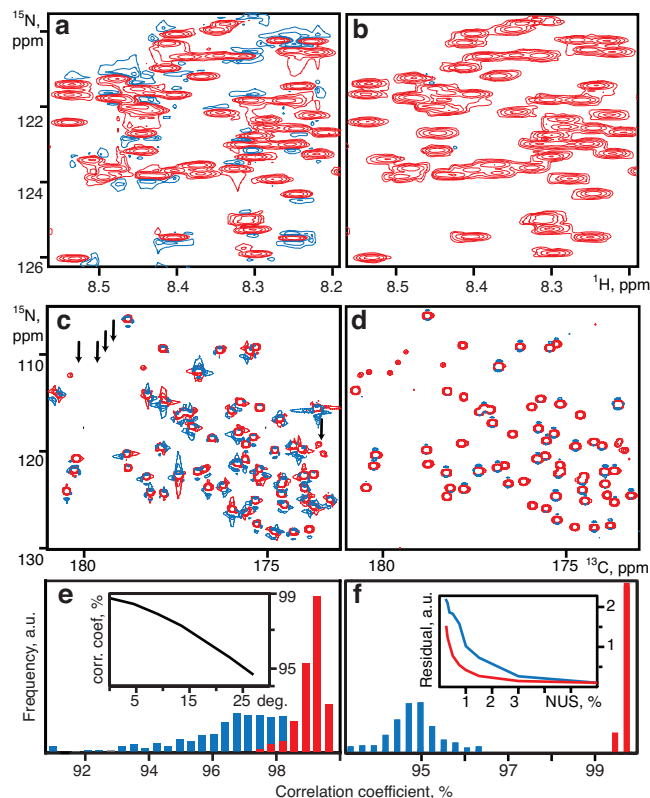 15N, ppm
a
b
122
124
126
8.5
8.4
8.3
8.2
8.5
8.4
8.3
1H, ppm
15N, ppm
c
d
110
120
130
180
175
180
175
13C, ppm
e
f
Frequency, a.u.
corr. coef, %
99
95
5
15
25
deg.
Residual, a.u.
2
1
1
2
3
NUS, %
92
94
96
98
95
97
99
Correlation coefficient, %